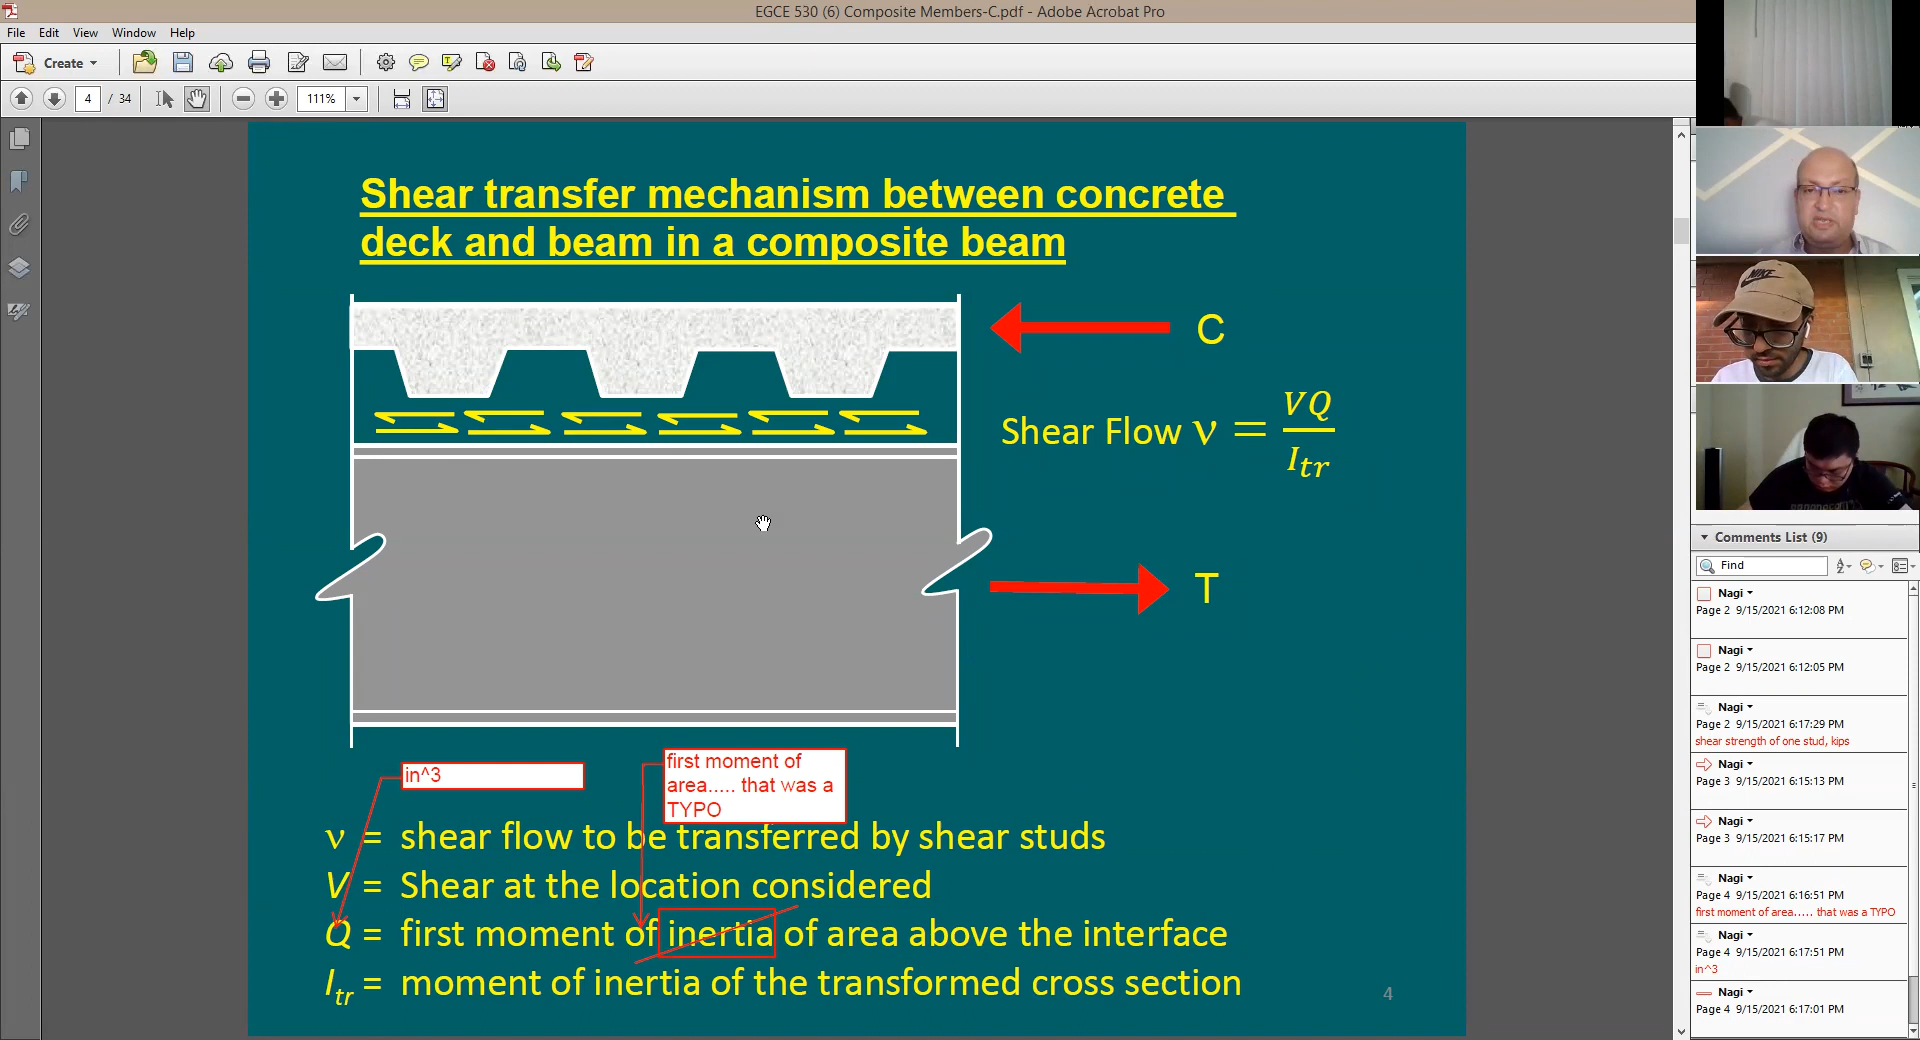 EGCE 530 (6) Composite Members-C.pdf - Adobe Acrobat Pro
File Edit View Window Help
Create
4 / 34 111%
Shear transfer mechanism between concrete
deck and beam in a composite beam
C
Shear Flow ν = VQ / I_tr
T
in^3
first moment of
area..... that was a
TYPO
ν = shear flow to be transferred by shear studs
V = Shear at the location considered
Q = first moment of inertia of area above the interface
I_tr = moment of inertia of the transformed cross section
4
NIKE
Comments List (9)
Find
Nagi
Page 2 9/15/2021 6:12:08 PM
Nagi
Page 2 9/15/2021 6:12:05 PM
Nagi
Page 2 9/15/2021 6:17:29 PM
shear strength of one stud, kips
Nagi
Page 3 9/15/2021 6:15:13 PM
Nagi
Page 3 9/15/2021 6:15:17 PM
Nagi
Page 4 9/15/2021 6:16:51 PM
first moment of area..... that was a TYPO
Nagi
Page 4 9/15/2021 6:17:51 PM
in^3
Nagi
Page 4 9/15/2021 6:17:01 PM